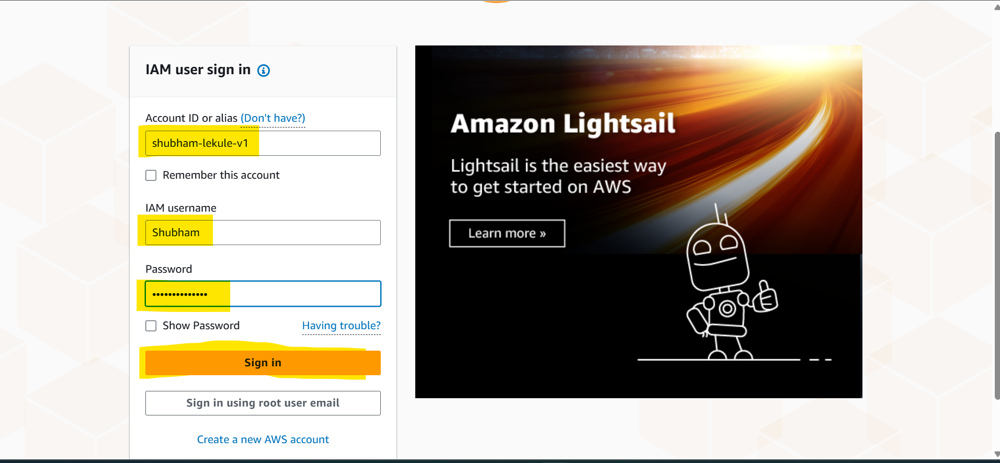 IAM user sign in
Account ID or alias (Don't have?)
shubham-lekule-v1
Remember this account
IAM username
Shubham
Password
••••••••••••••
Show Password
Having trouble?
Sign in
Sign in using root user email
Create a new AWS account
Amazon Lightsail
Lightsail is the easiest way
to get started on AWS
Learn more »